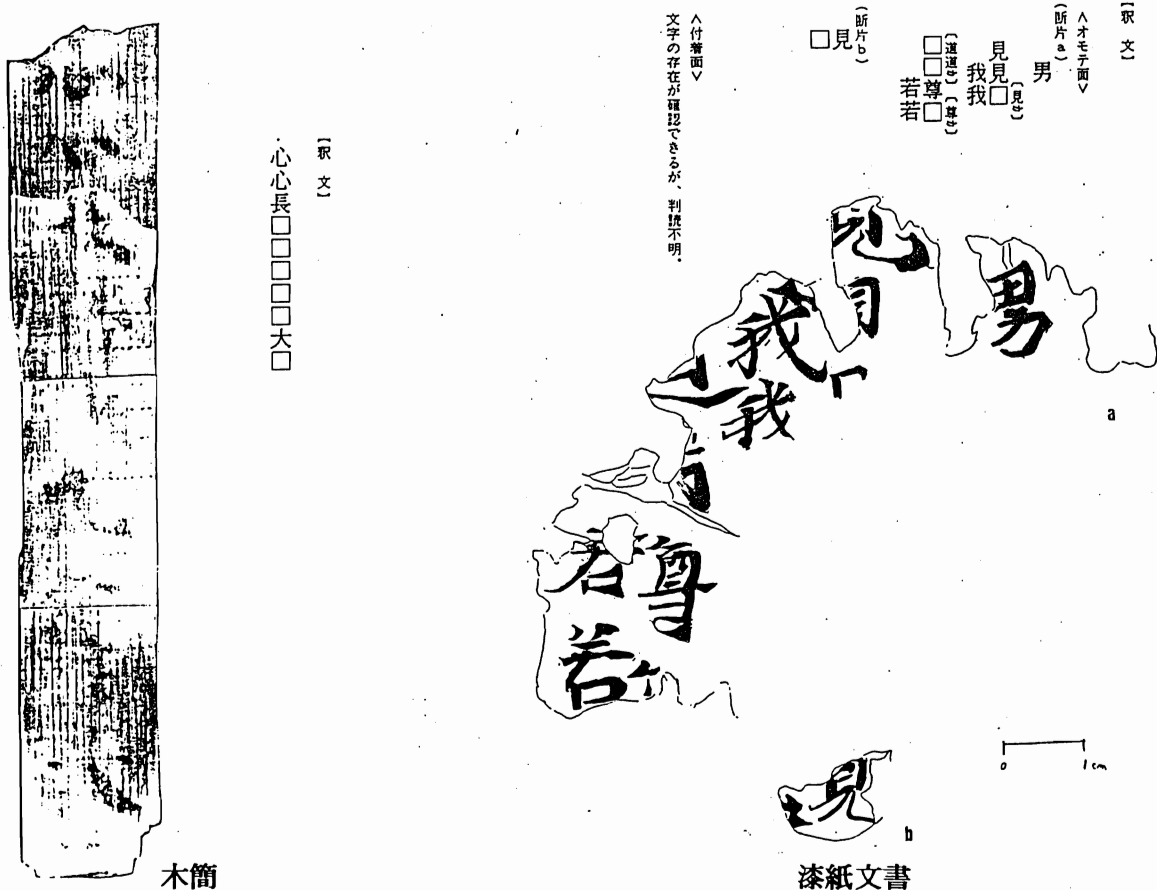 【釈文】
〈オモテ面〉
(断片a)
男
〔見ヵ〕
見見□
我我
〔道道ヵ〕〔尊ヵ〕
□□尊□
若若
(断片b)
見
□
〈付着面〉
文字の存在が確認できるが、判読不明。
男
見見
我我
尊
若若
a
見
b
0 1cm
漆紙文書
【釈文】
・心心長□□□□□大□
木簡